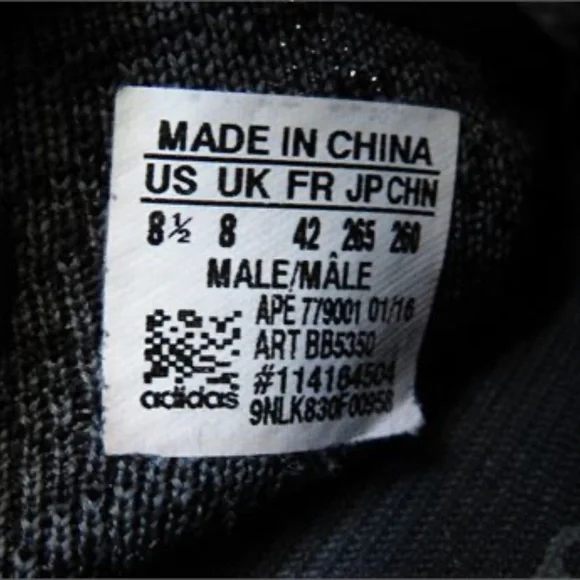 MADE IN CHINA
US UK FR JP CHN
8½ 8 42 265 260
MALE/MÂLE
APE 779001 01/16
ART BB5350
#114164504
adidas 9NLK830F00958